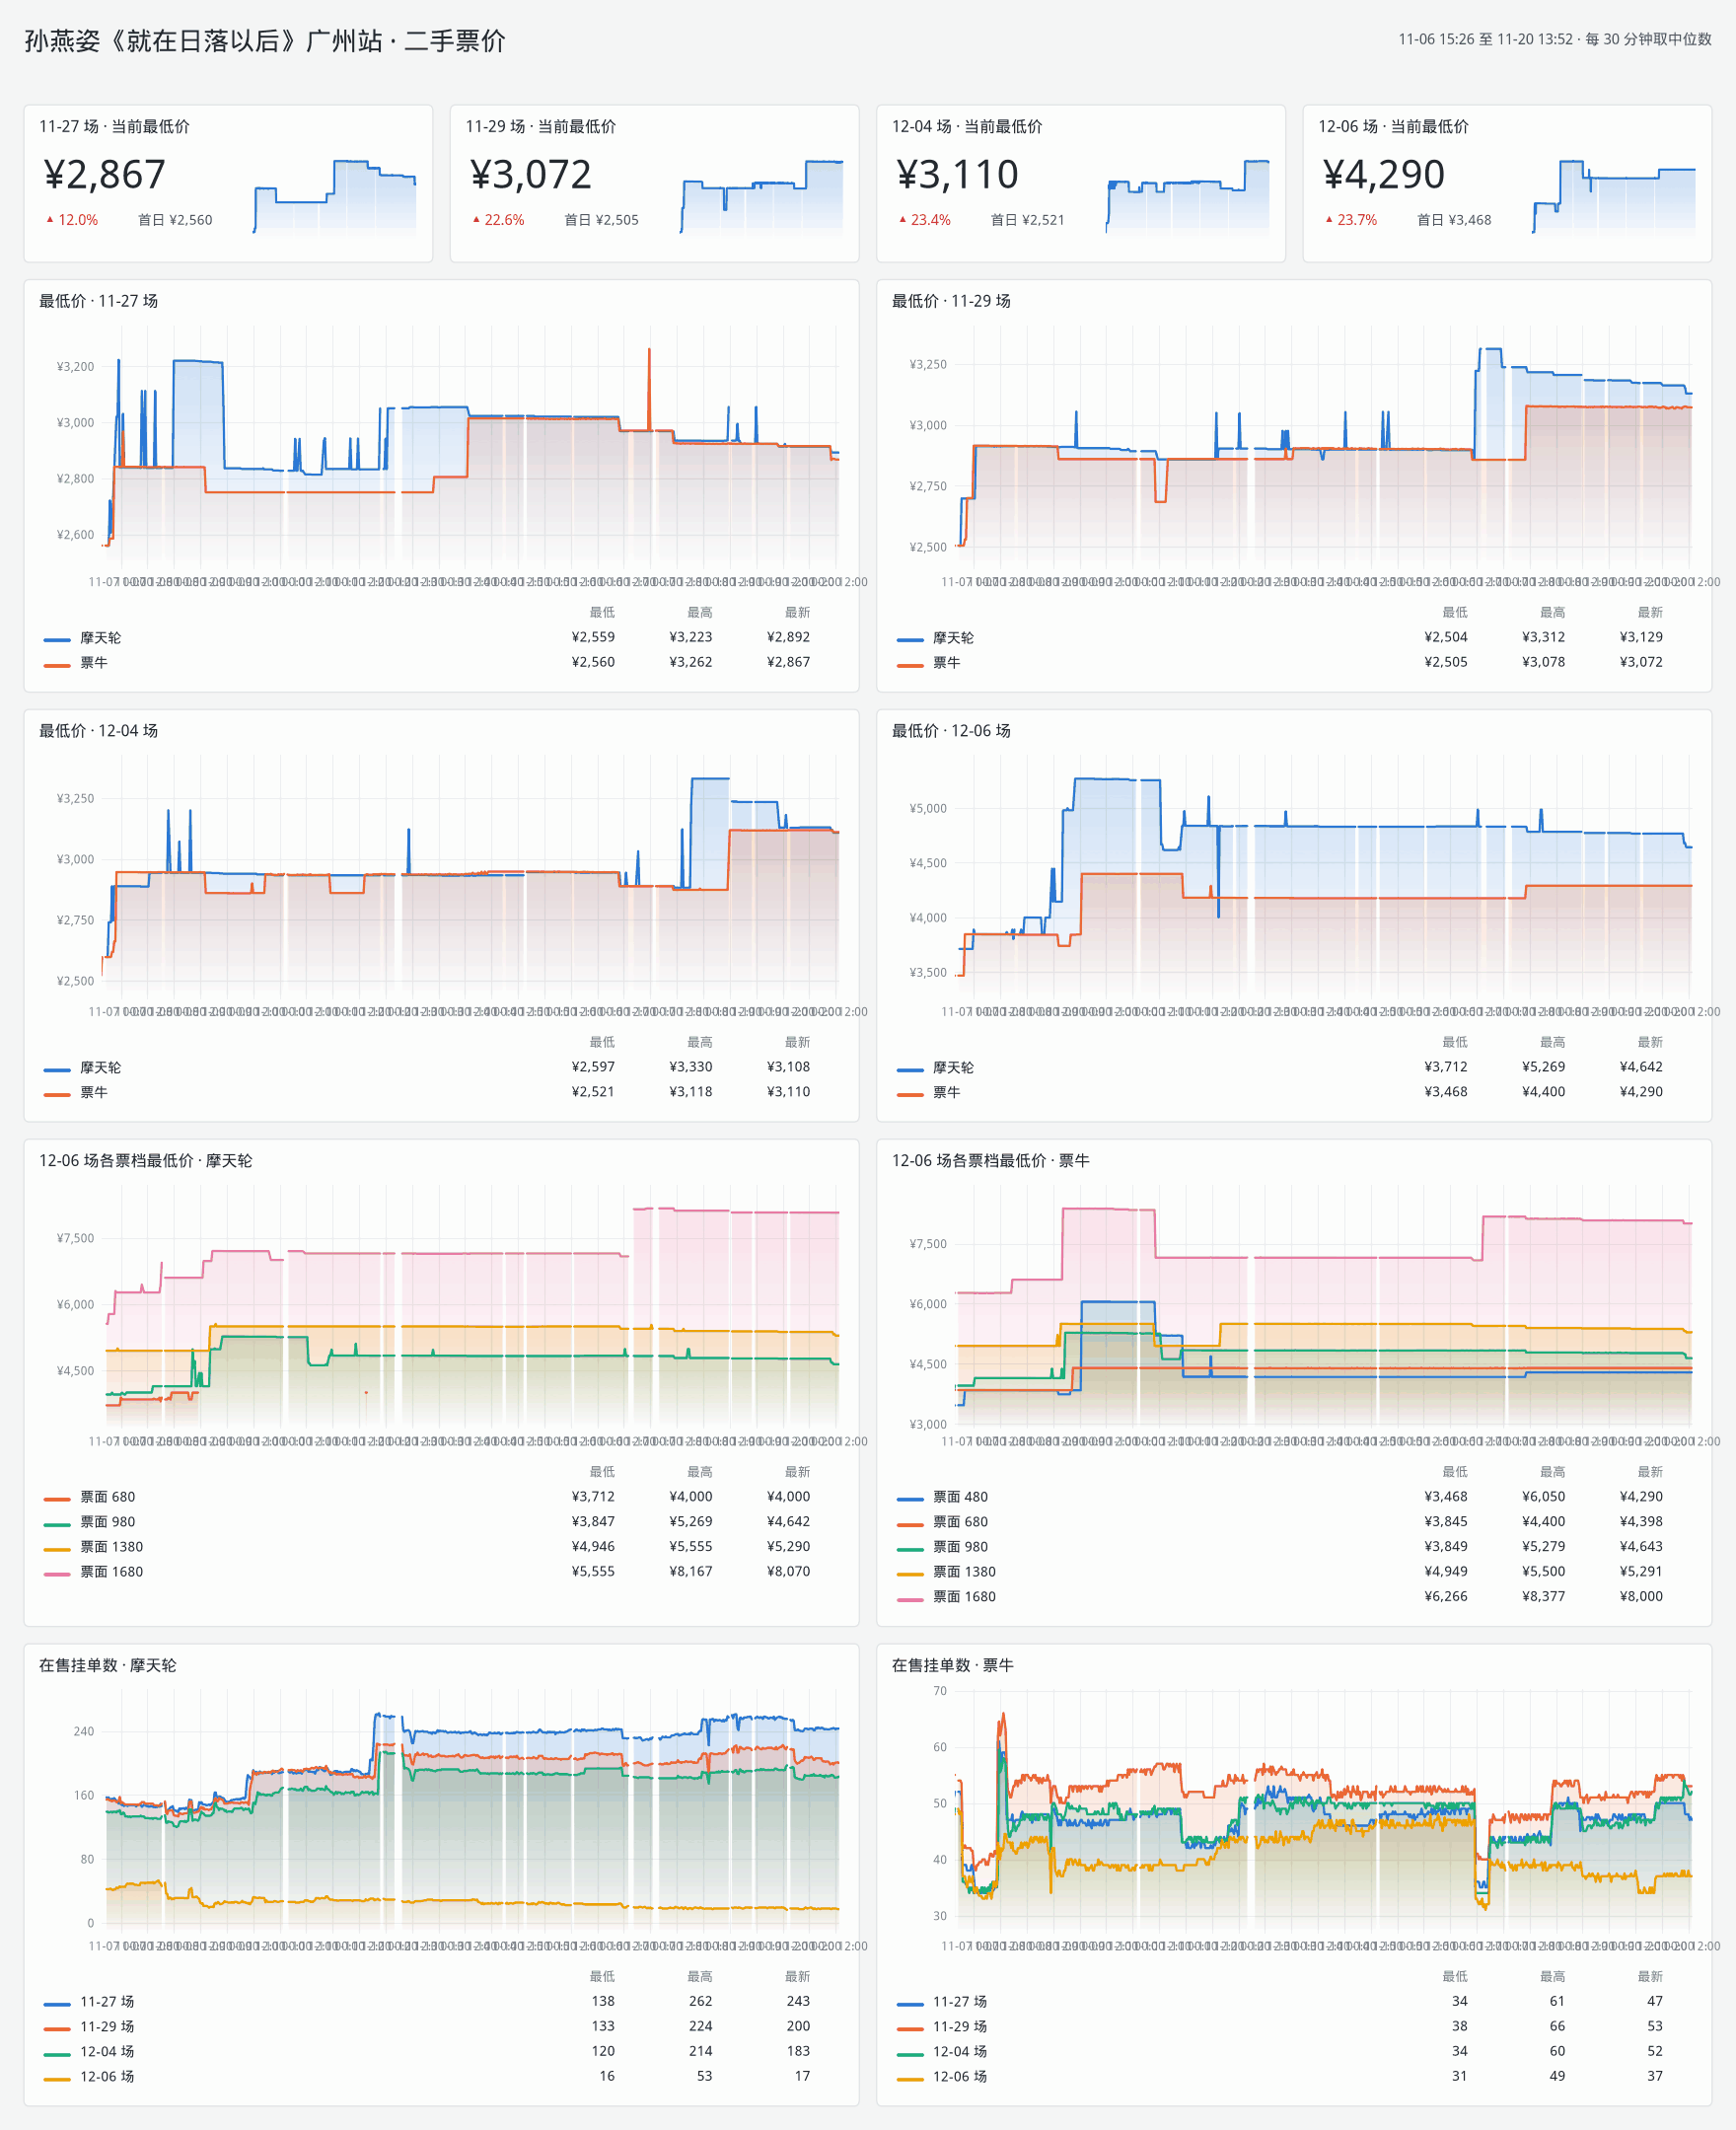 孙燕姿《就在日落以后》广州站 · 二手票价
11-06 15:26 至 11-20 13:52 · 每 30 分钟取中位数
11-27 场 · 当前最低价
¥2,867
▲ 12.0% 首日 ¥2,560
11-29 场 · 当前最低价
¥3,072
▲ 22.6% 首日 ¥2,505
12-04 场 · 当前最低价
¥3,110
▲ 23.4% 首日 ¥2,521
12-06 场 · 当前最低价
¥4,290
▲ 23.7% 首日 ¥3,468
最低价 · 11-27 场
¥3,200
¥3,000
¥2,800
¥2,600
最低 最高 最新
摩天轮 ¥2,559 ¥3,223 ¥2,892
票牛 ¥2,560 ¥3,262 ¥2,867
最低价 · 11-29 场
¥3,250
¥3,000
¥2,750
¥2,500
最低 最高 最新
摩天轮 ¥2,504 ¥3,312 ¥3,129
票牛 ¥2,505 ¥3,078 ¥3,072
最低价 · 12-04 场
¥3,250
¥3,000
¥2,750
¥2,500
最低 最高 最新
摩天轮 ¥2,597 ¥3,330 ¥3,108
票牛 ¥2,521 ¥3,118 ¥3,110
最低价 · 12-06 场
¥5,000
¥4,500
¥4,000
¥3,500
最低 最高 最新
摩天轮 ¥3,712 ¥5,269 ¥4,642
票牛 ¥3,468 ¥4,400 ¥4,290
12-06 场各票档最低价 · 摩天轮
¥7,500
¥6,000
¥4,500
最低 最高 最新
票面 680 ¥3,712 ¥4,000 ¥4,000
票面 980 ¥3,847 ¥5,269 ¥4,642
票面 1380 ¥4,946 ¥5,555 ¥5,290
票面 1680 ¥5,555 ¥8,167 ¥8,070
12-06 场各票档最低价 · 票牛
¥7,500
¥6,000
¥4,500
¥3,000
最低 最高 最新
票面 480 ¥3,468 ¥6,050 ¥4,290
票面 680 ¥3,845 ¥4,400 ¥4,398
票面 980 ¥3,849 ¥5,279 ¥4,643
票面 1380 ¥4,949 ¥5,500 ¥5,291
票面 1680 ¥6,266 ¥8,377 ¥8,000
在售挂单数 · 摩天轮
240
160
80
0
最低 最高 最新
11-27 场 138 262 243
11-29 场 133 224 200
12-04 场 120 214 183
12-06 场 16 53 17
在售挂单数 · 票牛
70
60
50
40
30
最低 最高 最新
11-27 场 34 61 47
11-29 场 38 66 53
12-04 场 34 60 52
12-06 场 31 49 37